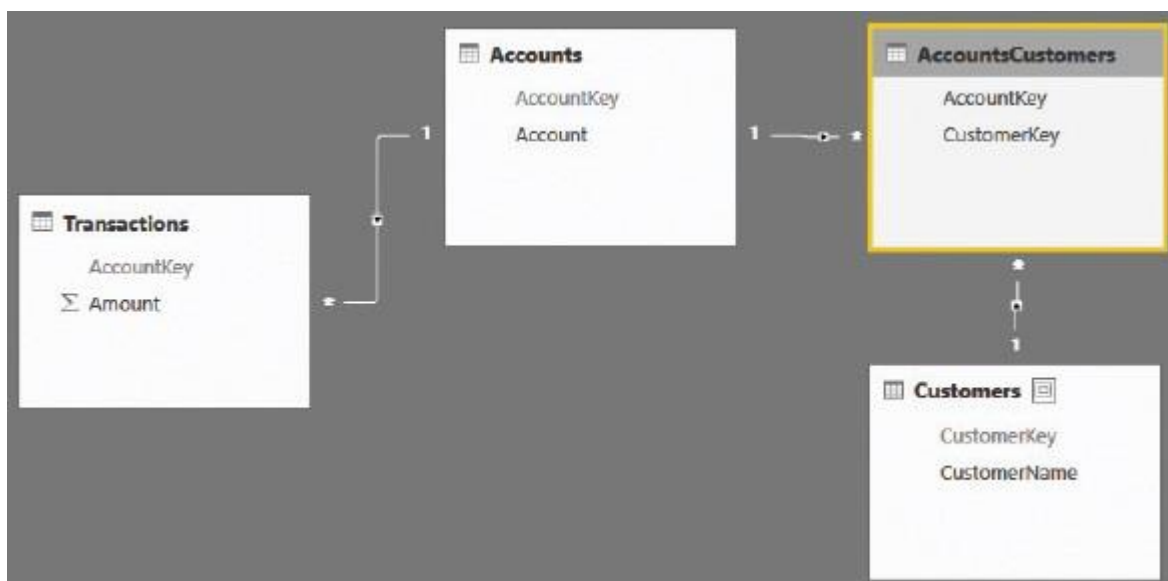 Accounts
AccountKey
Account
1
1
*
AccountsCustomers
AccountKey
CustomerKey
Transactions
AccountKey
Σ Amount
*
*
1
Customers
CustomerKey
CustomerName